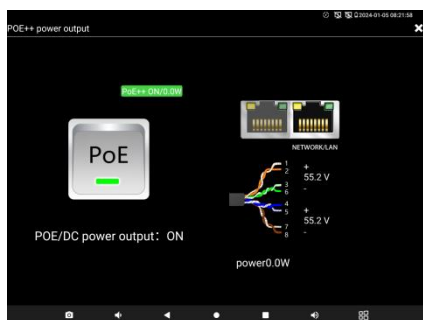 2024-01-05 08:21:58
POE++ power output
PoE++ ON/0.0W
PoE
NETWORK/LAN
1
2
+
55.2 V
3
6
-
4
5
+
55.2 V
7
8
-
POE/DC power output: ON
power0.0W